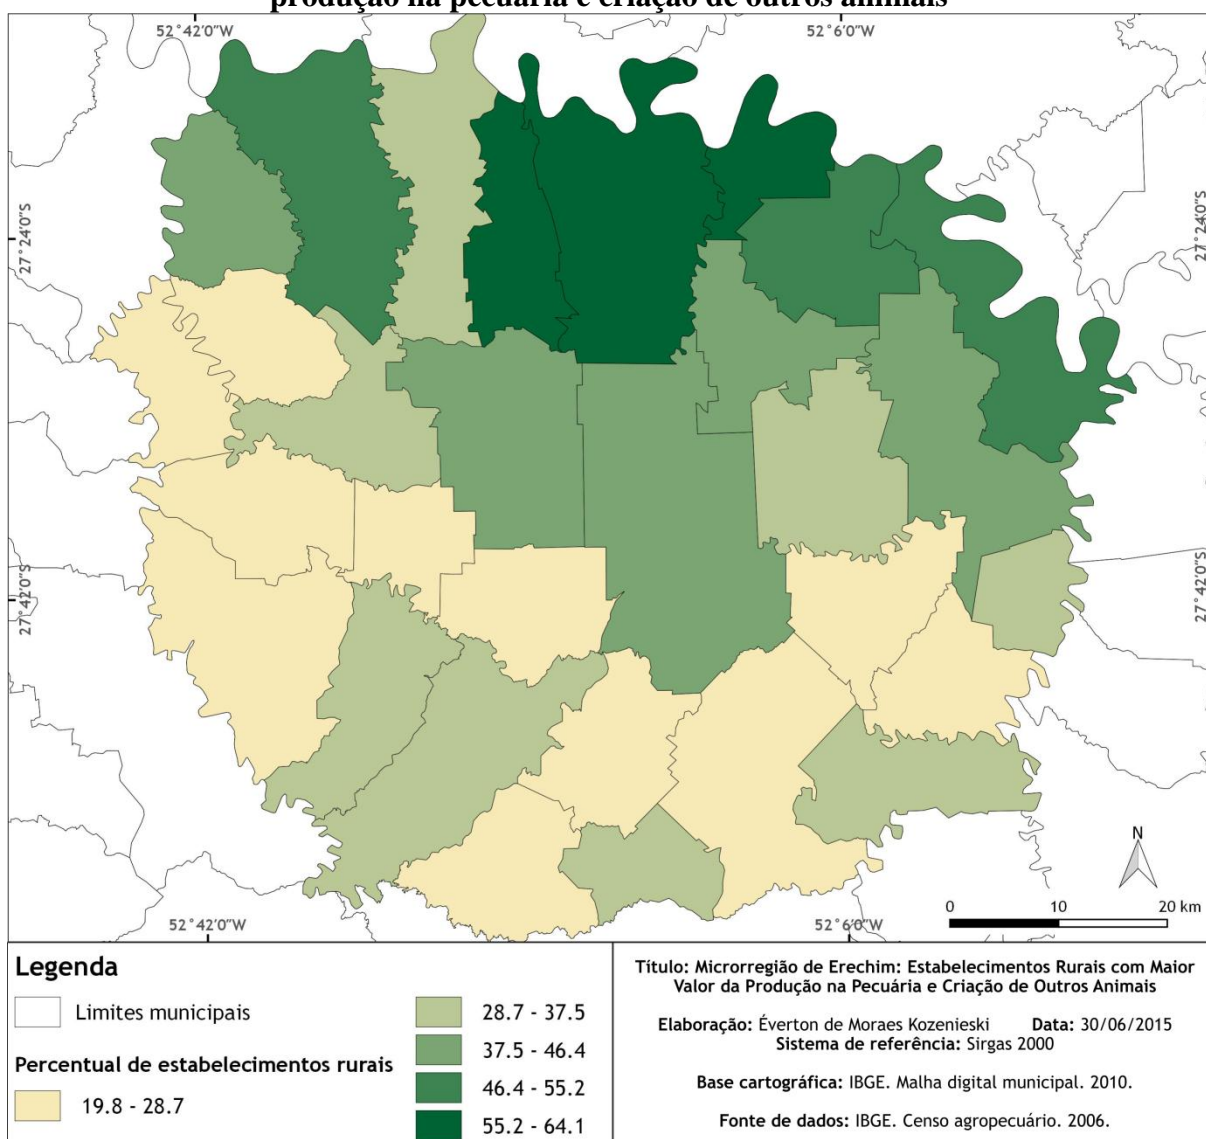 produção na pecuária e criação de outros animais
52°42'0"W
52°6'0"W
27°24'0"S
27°24'0"S
27°42'0"S
27°42'0"S
N
0 10 20 km
52°42'0"W
52°6'0"W
Legenda
Limites municipais
Percentual de estabelecimentos rurais
19.8 - 28.7
28.7 - 37.5
37.5 - 46.4
46.4 - 55.2
55.2 - 64.1
Título: Microrregião de Erechim: Estabelecimentos Rurais com Maior
Valor da Produção na Pecuária e Criação de Outros Animais
Elaboração: Éverton de Moraes Kozenieski Data: 30/06/2015
Sistema de referência: Sirgas 2000
Base cartográfica: IBGE. Malha digital municipal. 2010.
Fonte de dados: IBGE. Censo agropecuário. 2006.